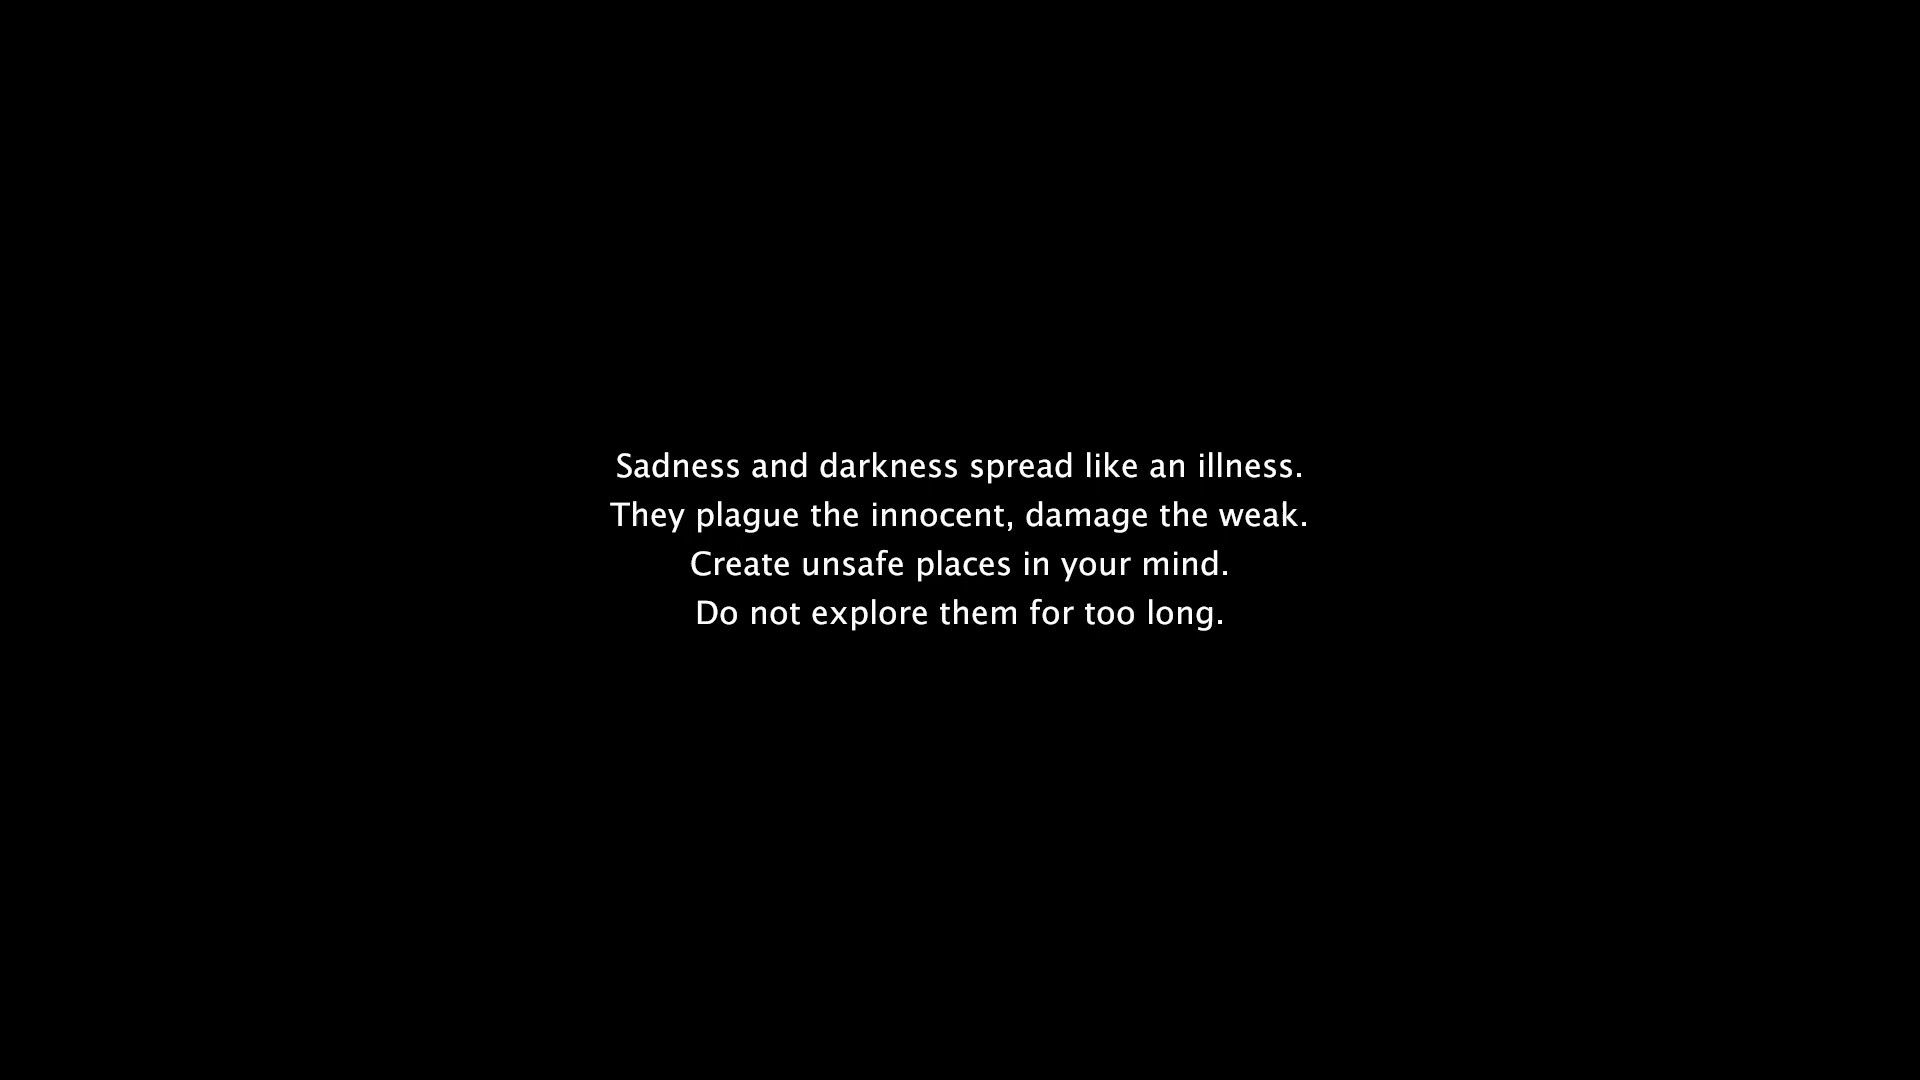 Sadness and darkness spread like an illness.
They plague the innocent, damage the weak.
Create unsafe places in your mind.
Do not explore them for too long.